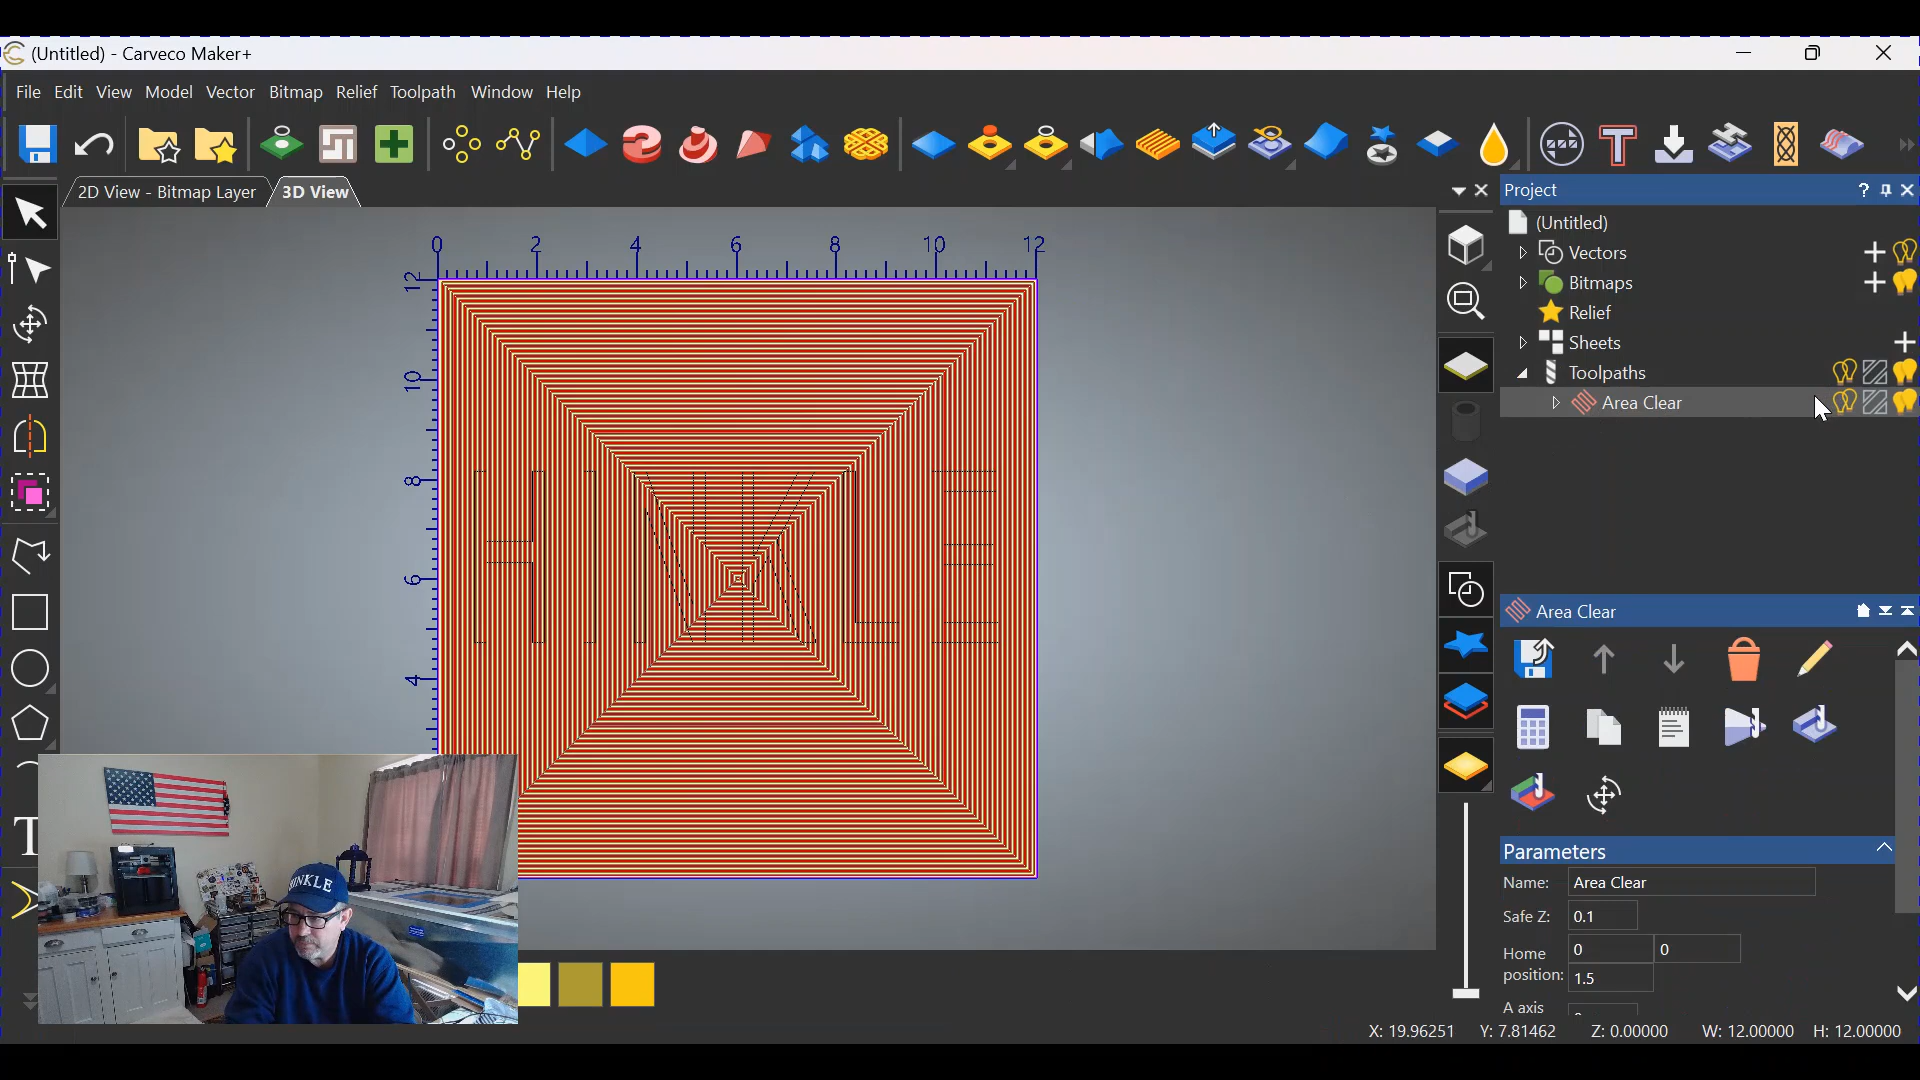 (Untitled) - Carveco Maker+
File Edit View Model Vector Bitmap Relief Toolpath Window Help
2D View - Bitmap Layer
3D View
Project
(Untitled)
Vectors
Bitmaps
Relief
Sheets
Toolpaths
Area Clear
0 2 4 6 8 10 12
12
10
8
6
4
Area Clear
Parameters
Name: Area Clear
Safe Z: 0.1
Home position: 0 0
1.5
A axis
X: 19.96251 Y: 7.81462 Z: 0.00000 W: 12.00000 H: 12.00000